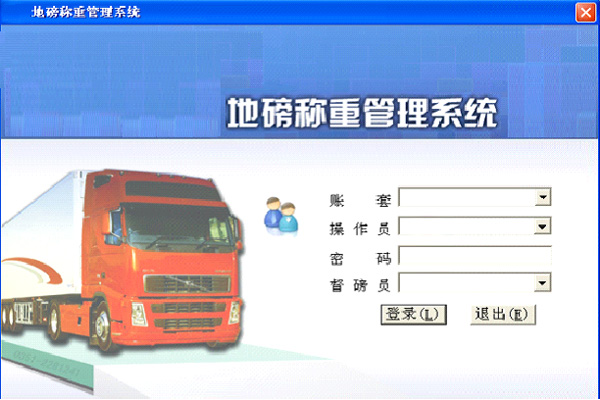 地磅称重管理系统
地磅称重管理系统
账 套
操 作 员
密 码
督 磅 员
登录(L) 退出(E)